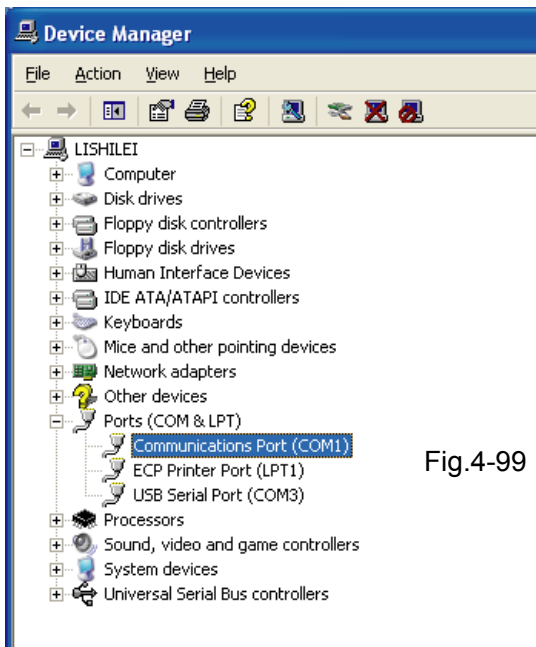 Device Manager
File Action View Help
LISHILEI
Computer
Disk drives
Floppy disk controllers
Floppy disk drives
Human Interface Devices
IDE ATA/ATAPI controllers
Keyboards
Mice and other pointing devices
Network adapters
Other devices
Ports (COM & LPT)
Communications Port (COM1)
ECP Printer Port (LPT1)
USB Serial Port (COM3)
Processors
Sound, video and game controllers
System devices
Universal Serial Bus controllers
Fig.4-99